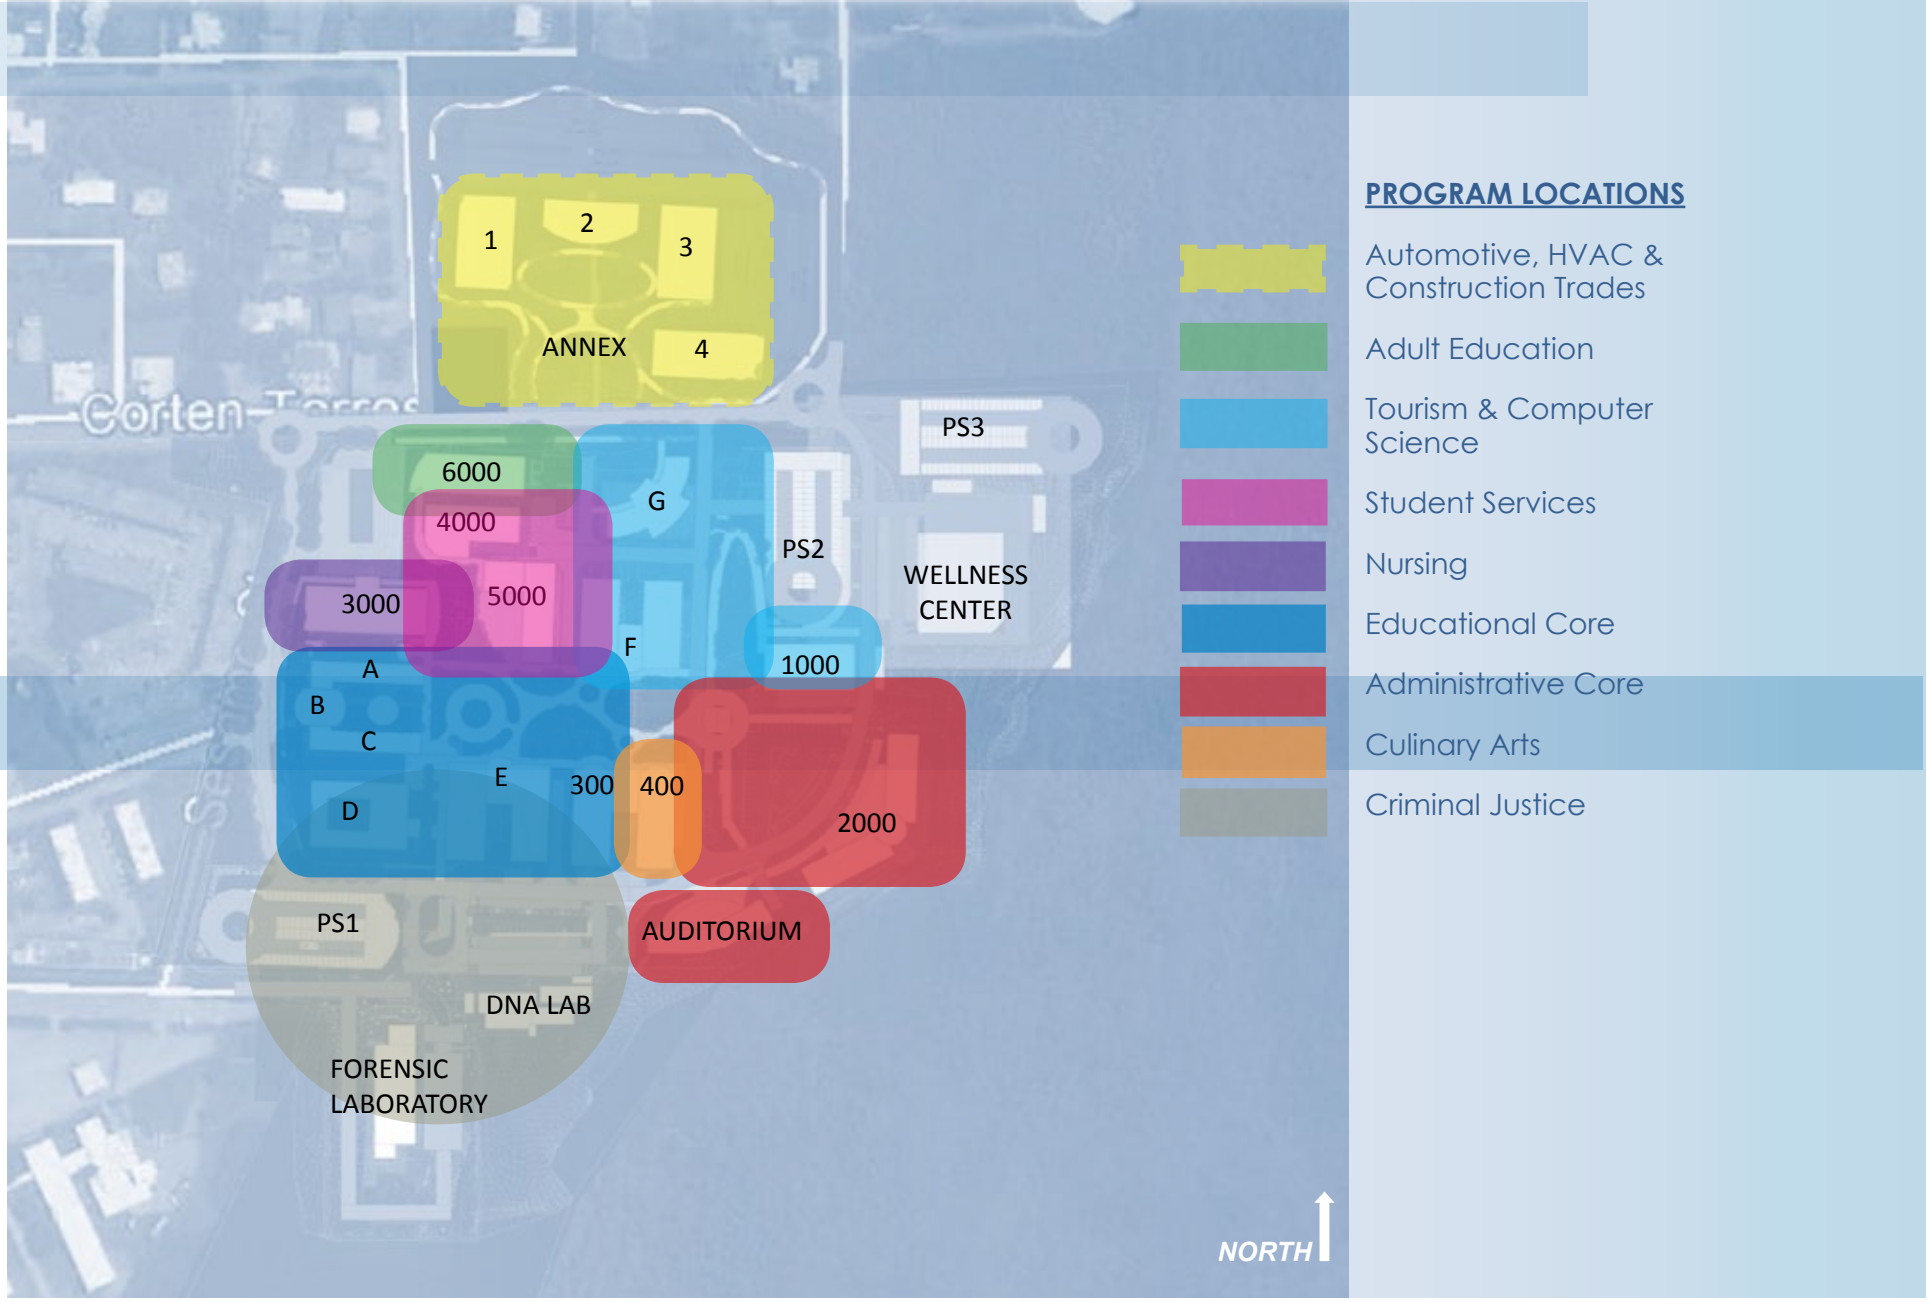 PROGRAM LOCATIONS
Automotive, HVAC &
Construction Trades
Adult Education
Tourism & Computer
Science
Student Services
Nursing
Educational Core
Administrative Core
Culinary Arts
Criminal Justice
1
2
3
ANNEX
4
Corten Torres
PS3
6000
G
4000
PS2
WELLNESS
CENTER
3000
5000
F
1000
A
B
C
E
300
400
D
2000
PS1
AUDITORIUM
DNA LAB
FORENSIC
LABORATORY
NORTH